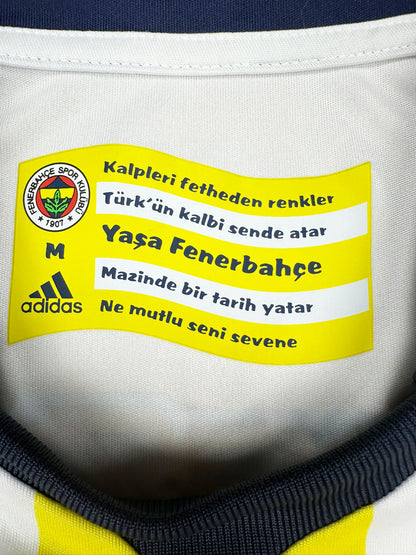 FENERBAHÇE SPOR KULÜBÜ
1907
M
adidas
Kalpleri fetheden renkler
Türk'ün kalbi sende atar
Yaşa Fenerbahçe
Mazinde bir tarih yatar
Ne mutlu seni sevene